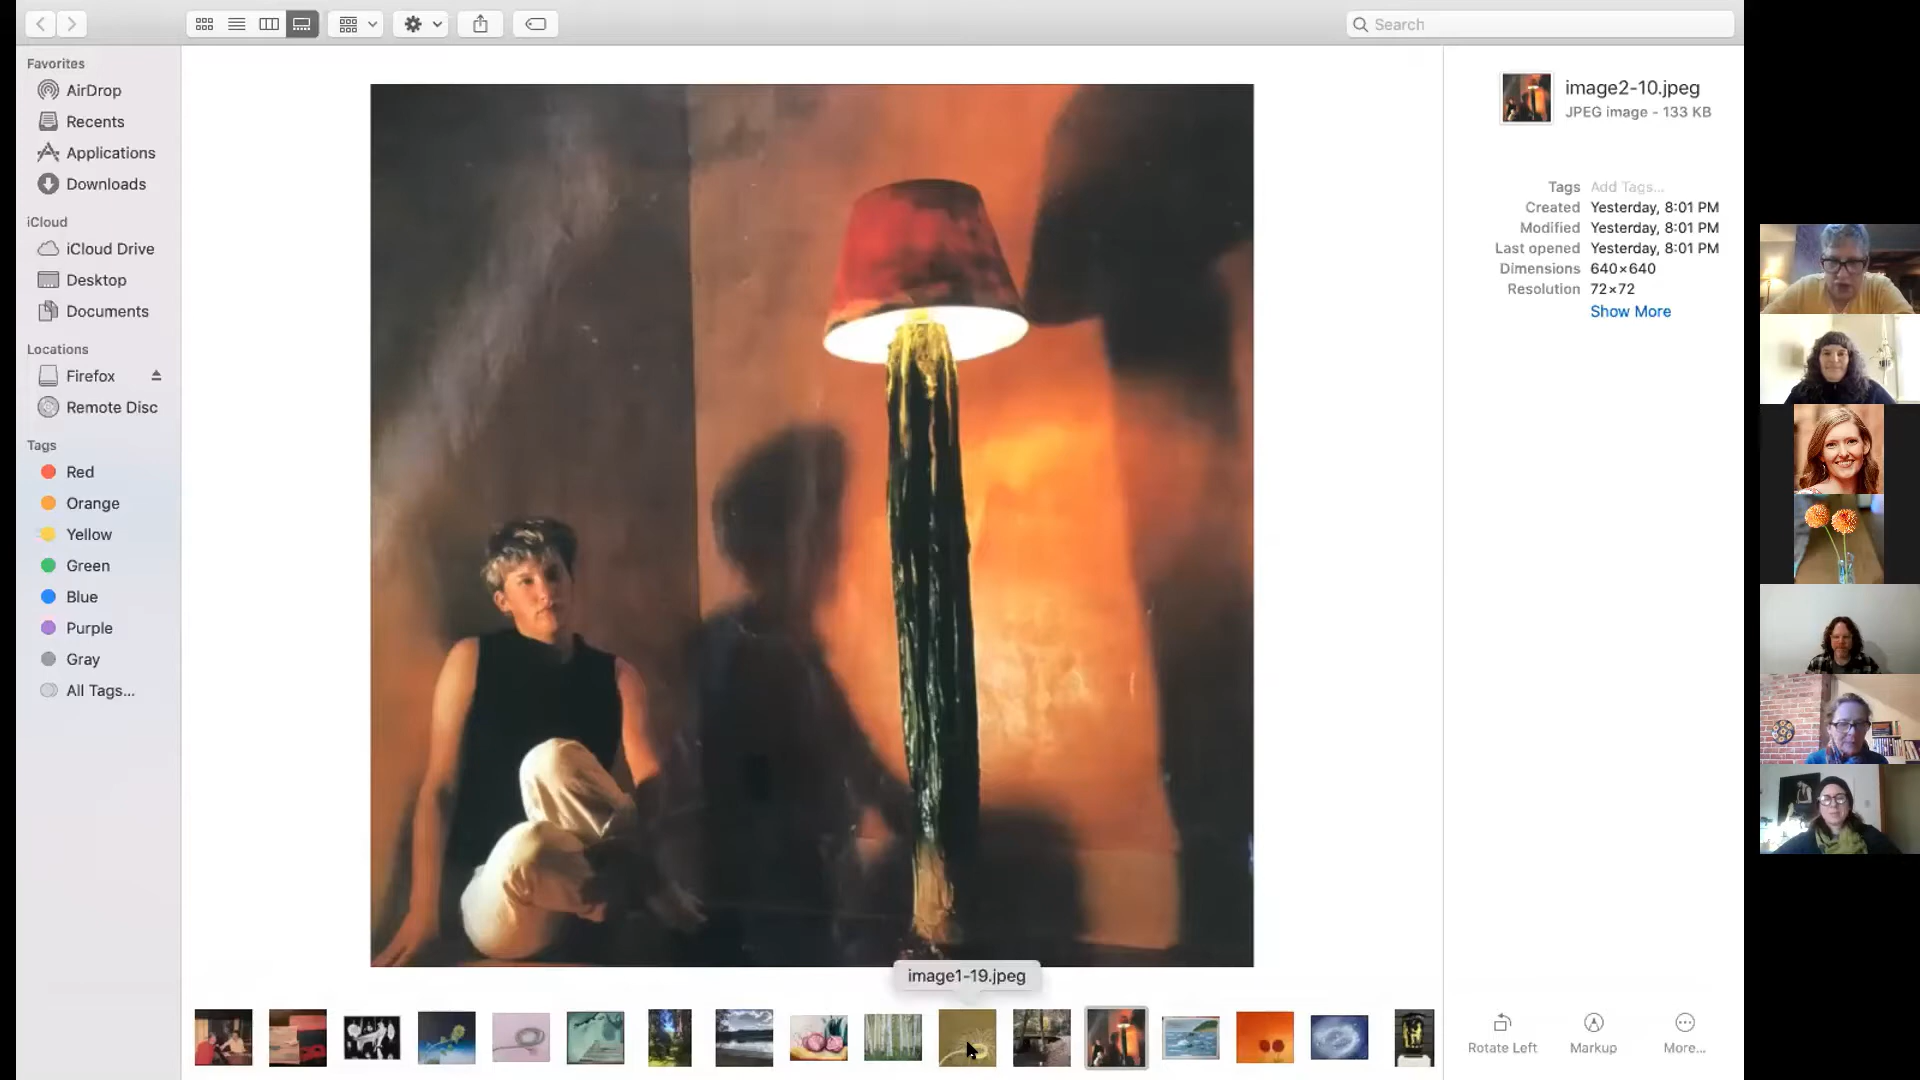 Search
Favorites
AirDrop
Recents
Applications
Downloads
iCloud
iCloud Drive
Desktop
Documents
Locations
Firefox
Remote Disc
Tags
Red
Orange
Yellow
Green
Blue
Purple
Gray
All Tags...
image1-19.jpeg
image2-10.jpeg
JPEG image - 133 KB
Tags Add Tags...
Created Yesterday, 8:01 PM
Modified Yesterday, 8:01 PM
Last opened Yesterday, 8:01 PM
Dimensions 640×640
Resolution 72×72
Show More
Rotate Left
Markup
More...